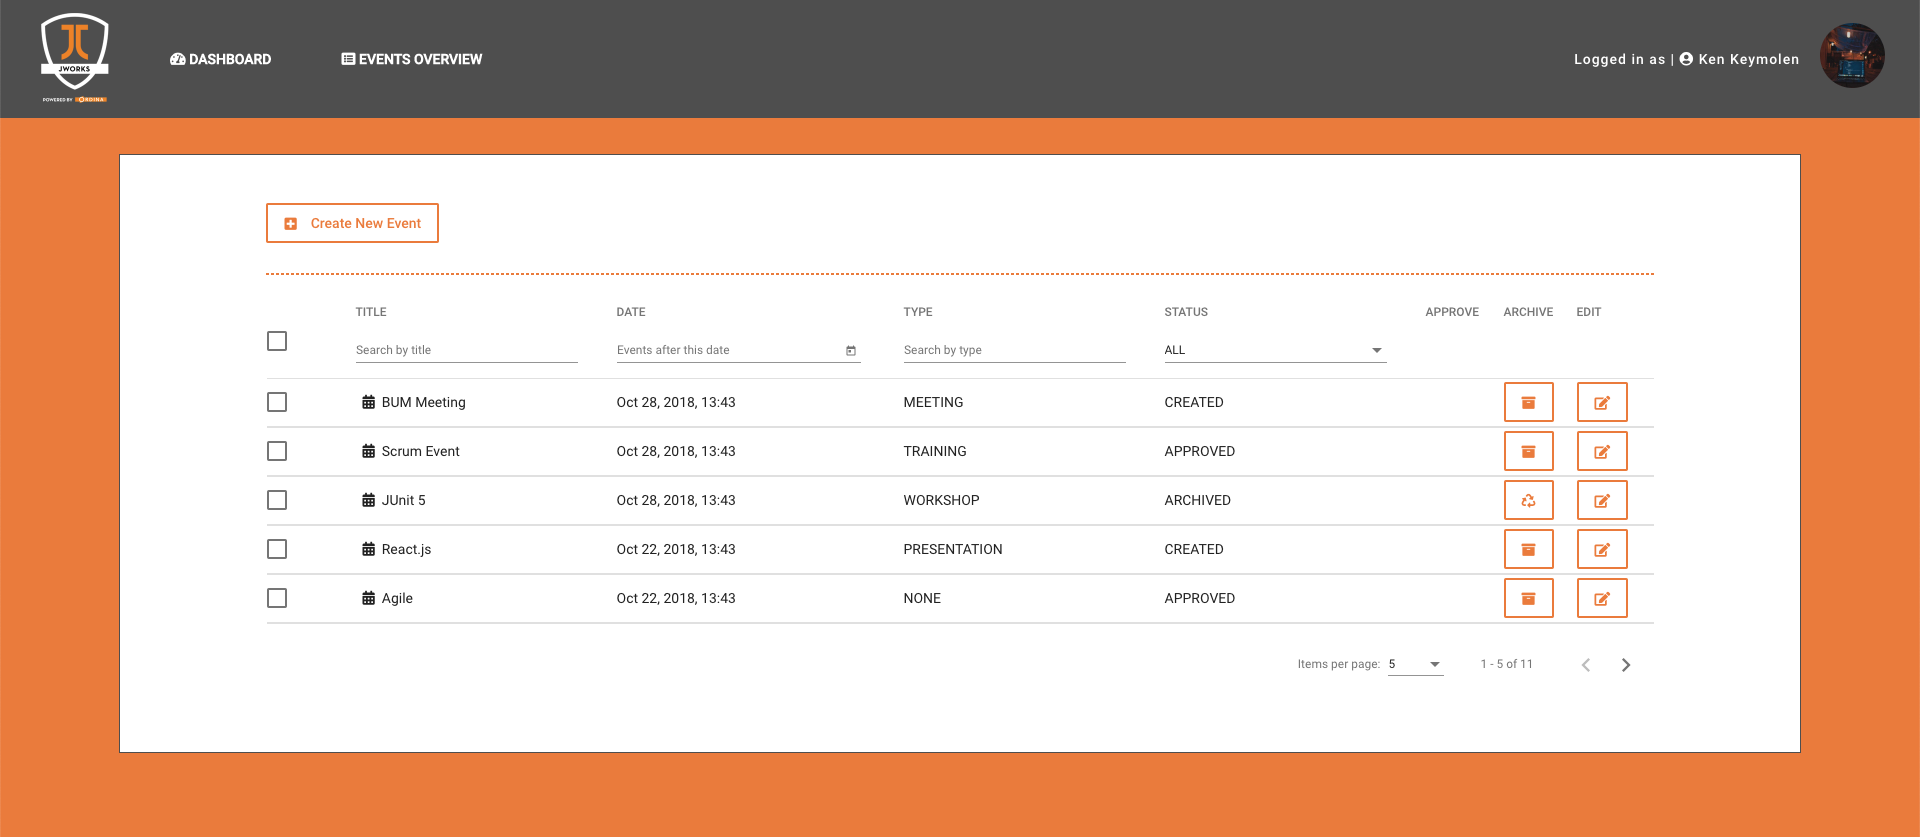 JWORKS
POWERED BY ORDINA
DASHBOARD
EVENTS OVERVIEW
Logged in as | Ken Keymolen
Create New Event
TITLE DATE TYPE STATUS APPROVE ARCHIVE EDIT
Search by title Events after this date Search by type ALL
BUM Meeting Oct 28, 2018, 13:43 MEETING CREATED
Scrum Event Oct 28, 2018, 13:43 TRAINING APPROVED
JUnit 5 Oct 28, 2018, 13:43 WORKSHOP ARCHIVED
React.js Oct 22, 2018, 13:43 PRESENTATION CREATED
Agile Oct 22, 2018, 13:43 NONE APPROVED
Items per page: 5 1 - 5 of 11